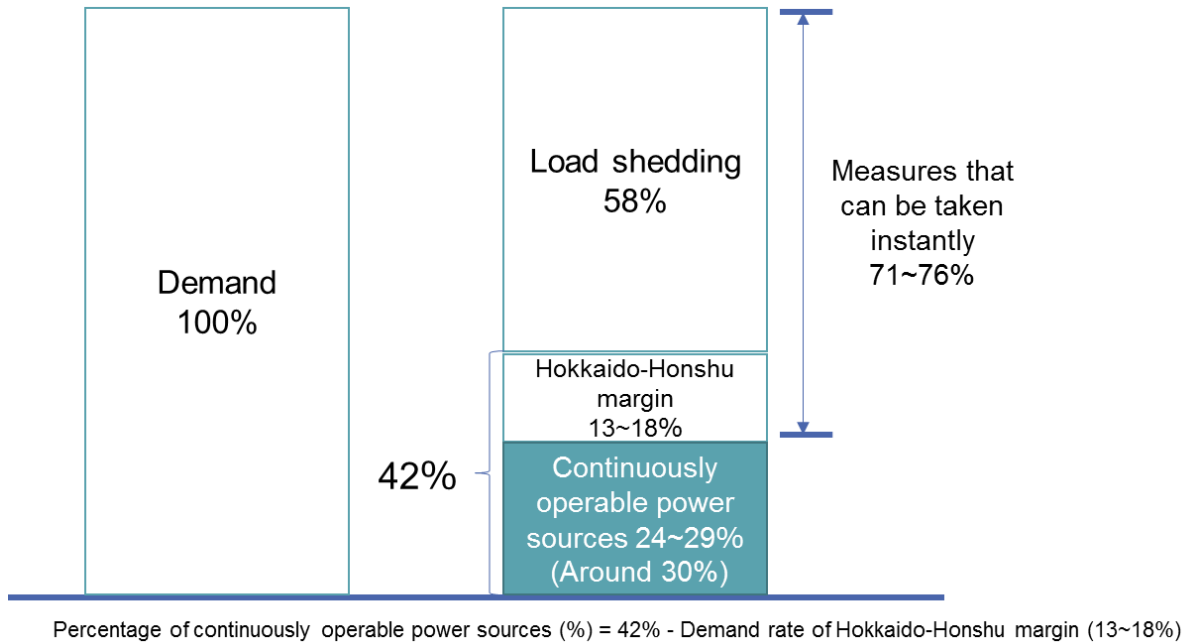 Demand
100%
Load shedding
58%
Measures that
can be taken
instantly
71~76%
Hokkaido-Honshu
margin
13~18%
42%
Continuously
operable power
sources 24~29%
(Around 30%)
Percentage of continuously operable power sources (%) = 42% - Demand rate of Hokkaido-Honshu margin (13~18%)